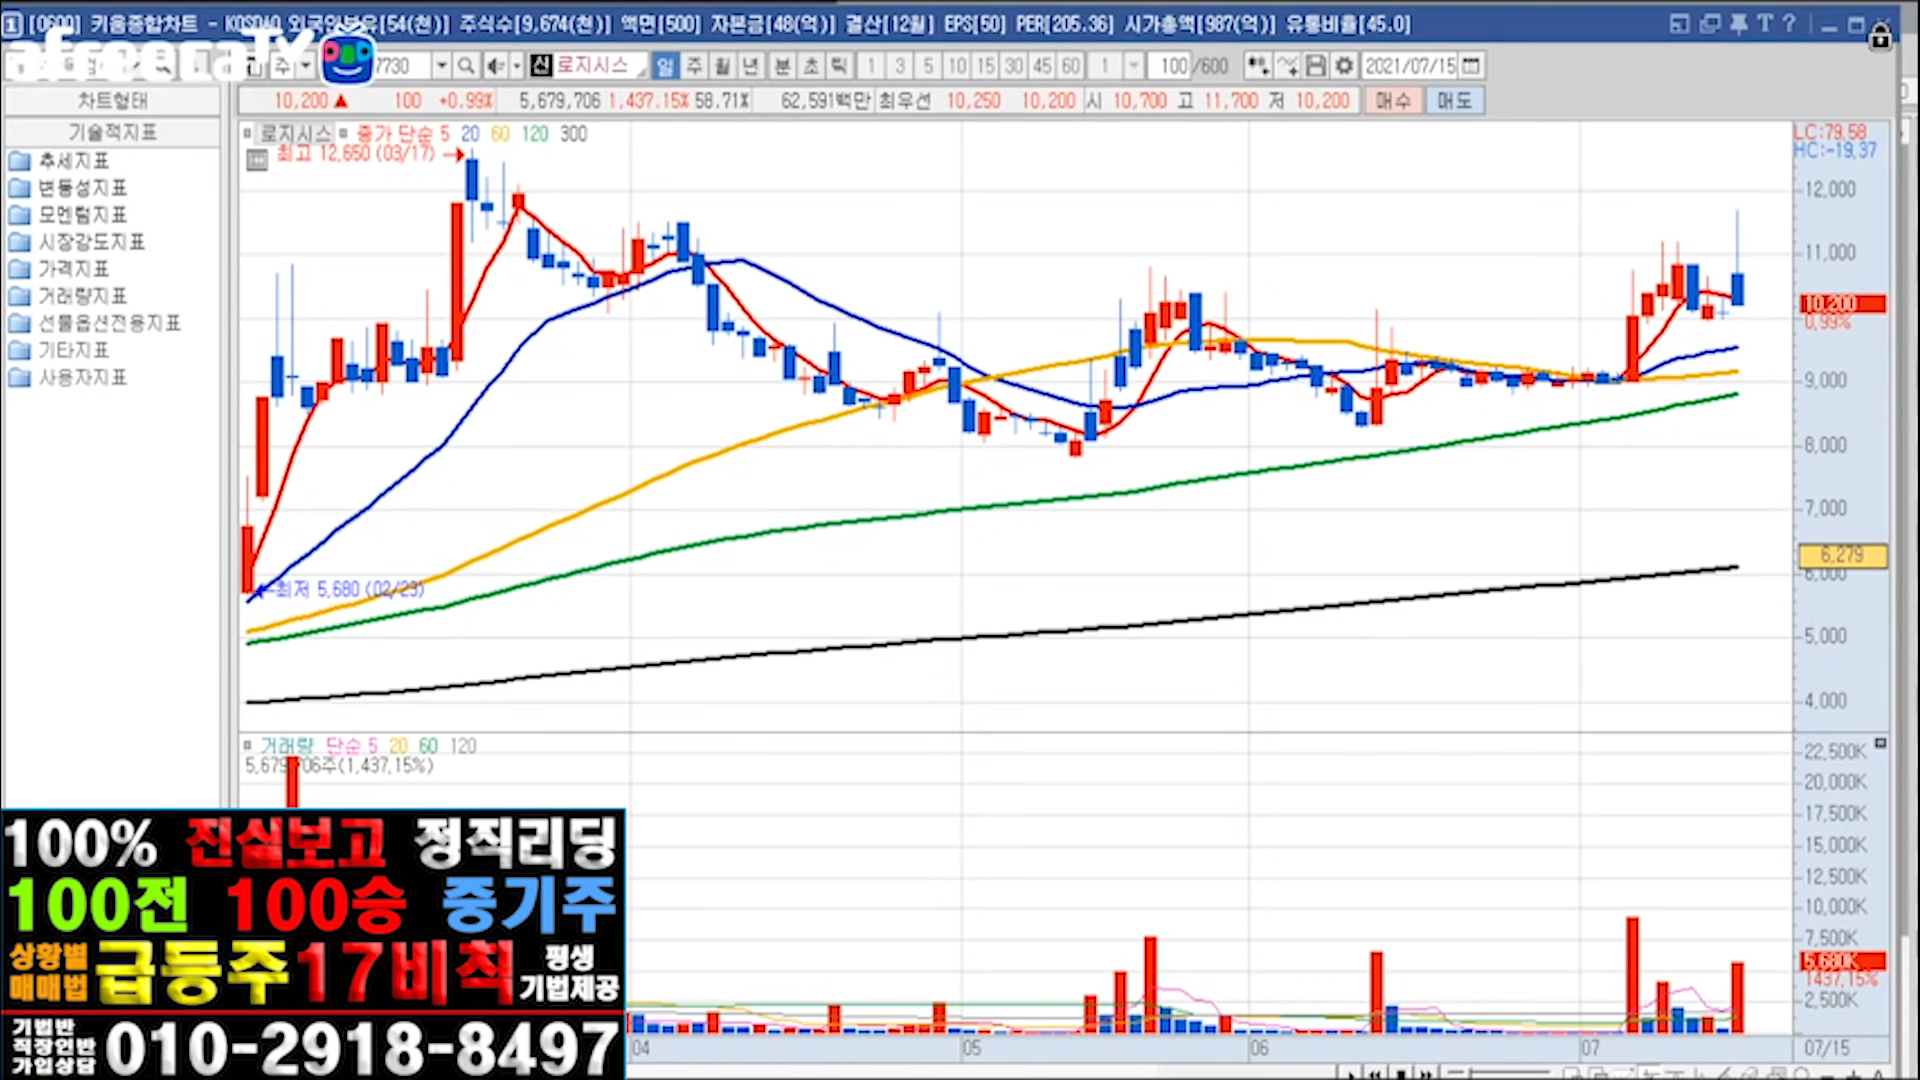 [0600] 키움종합차트 - KOSDAQ 외국인보유[54(천)] 주식수[9,674(천)] 액면[500] 자본금[48(억)] 결산[12월] EPS[50] PER[205.36] 시가총액[987(억)] 유통비율[45.0]
afreecaTV
주 7730 신 로지시스 일 주 월 년 분 초 틱 1 3 5 10 15 30 45 60 1 100 /600 2021/07/15
차트형태 10,200 ▲ 100 +0.99% 5,679,706 1,437.15% 58.71% 62,591백만 최우선 10,250 10,200 시 10,700 고 11,700 저 10,200 매수 매도
기술적지표
추세지표
변동성지표
모멘텀지표
시장강도지표
가격지표
거래량지표
선물옵션전용지표
기타지표
사용자지표
로지시스 종가 단순 5 20 60 120 300
최고 12,650 (03/17)
최저 5,680 (02/23)
LC:79.58
HC:-19.37
12,000
11,000
10,200
0.99%
9,000
8,000
7,000
6,279
6,000
5,000
4,000
거래량 단순 5 20 60 120
5,679,706주(1,437.15%)
22,500K
20,000K
17,500K
15,000K
12,500K
10,000K
7,500K
5,680K
1437.15%
2,500K
04 05 06 07 07/15
100% 진실보고 정직리딩
100전 100승 중기주
상황별 매매법 급등주 17비책 평생 기법제공
기법반 직장인반 가입상담 010-2918-8497